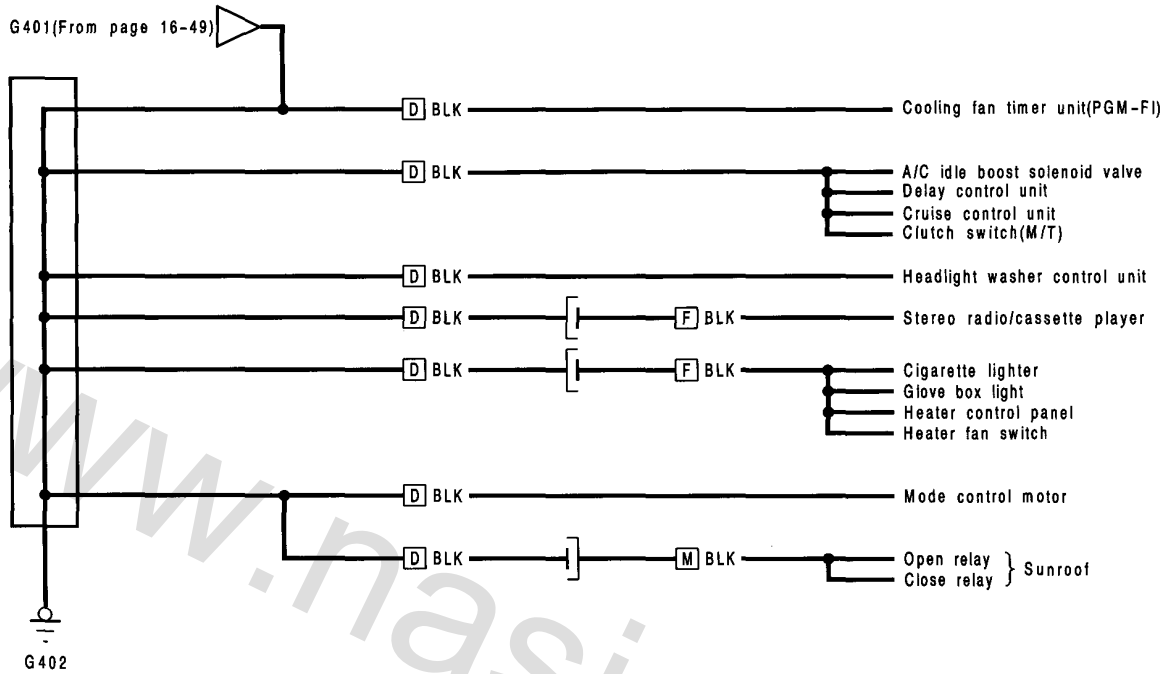 G401(From page 16-49)
D BLK Cooling fan timer unit(PGM-FI)
D BLK A/C idle boost solenoid valve
Delay control unit
Cruise control unit
Clutch switch(M/T)
D BLK Headlight washer control unit
D BLK F BLK Stereo radio/cassette player
D BLK F BLK Cigarette lighter
Glove box light
Heater control panel
Heater fan switch
D BLK Mode control motor
D BLK M BLK Open relay
Close relay
Sunroof
G402
www.nasi